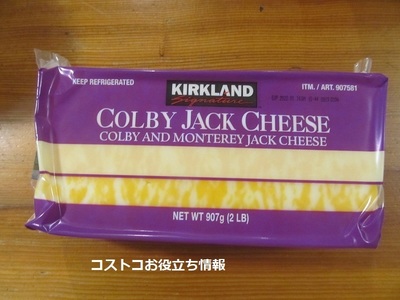 KEEP REFRIGERATED
KIRKLAND
Signature
ITM. / ART. 907581
COLBY JACK CHEESE
COLBY AND MONTEREY JACK CHEESE
NET WT 907g (2 LB)
コストコお役立ち情報